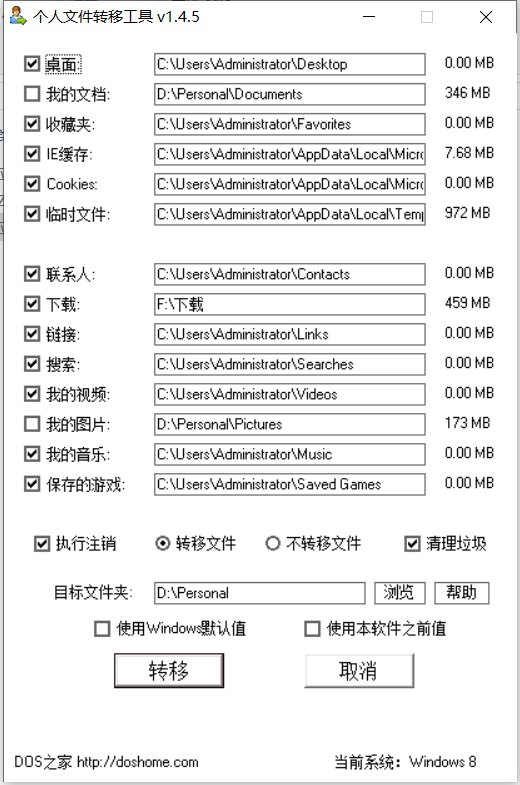 个人文件转移工具 v1.4.5
桌面: C:\Users\Administrator\Desktop 0.00 MB
我的文档: D:\Personal\Documents 346 MB
收藏夹: C:\Users\Administrator\Favorites 0.00 MB
IE缓存: C:\Users\Administrator\AppData\Local\Micro 7.68 MB
Cookies: C:\Users\Administrator\AppData\Local\Micro 0.00 MB
临时文件: C:\Users\Administrator\AppData\Local\Temp 972 MB
联系人: C:\Users\Administrator\Contacts 0.00 MB
下载: F:\下载 459 MB
链接: C:\Users\Administrator\Links 0.00 MB
搜索: C:\Users\Administrator\Searches 0.00 MB
我的视频: C:\Users\Administrator\Videos 0.00 MB
我的图片: D:\Personal\Pictures 173 MB
我的音乐: C:\Users\Administrator\Music 0.00 MB
保存的游戏: C:\Users\Administrator\Saved Games 0.00 MB
执行注销 转移文件 不转移文件 清理垃圾
目标文件夹: D:\Personal 浏览 帮助
使用Windows默认值 使用本软件之前值
转移 取消
DOS之家 http://doshome.com 当前系统：Windows 8